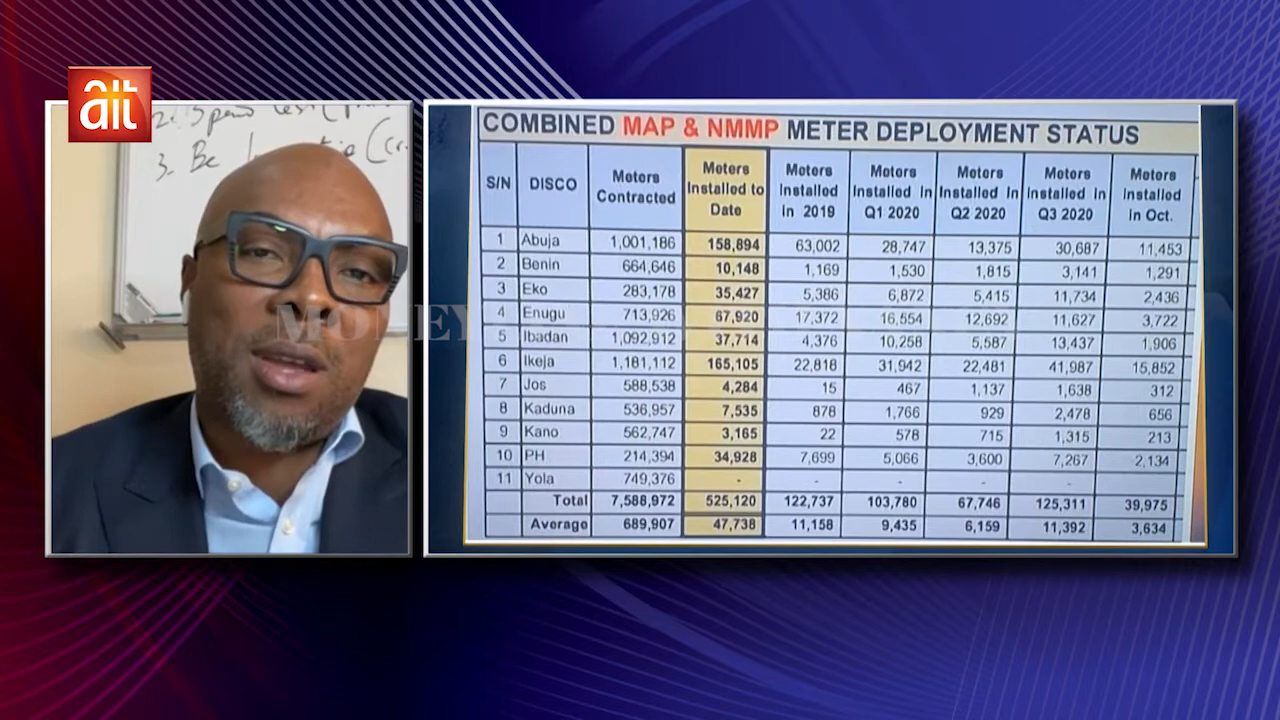 ait
3. Be
MONEY
COMBINED MAP & NMMP METER DEPLOYMENT STATUS
S/N DISCO Meters Contracted Meters Installed to Date Meters Installed in 2019 Meters Installed in Q1 2020 Meters Installed in Q2 2020 Meters Installed in Q3 2020 Meters Installed in Oct.
1 Abuja 1,001,186 158,894 63,002 28,747 13,375 30,687 11,453
2 Benin 664,646 10,148 1,169 1,530 1,815 3,141 1,291
3 Eko 283,178 35,427 5,386 6,872 5,415 11,734 2,436
4 Enugu 713,926 67,920 17,372 16,554 12,692 11,627 3,722
5 Ibadan 1,092,912 37,714 4,376 10,258 5,587 13,437 1,906
6 Ikeja 1,181,112 165,105 22,818 31,942 22,481 41,987 15,852
7 Jos 588,538 4,284 15 467 1,137 1,638 312
8 Kaduna 536,957 7,535 878 1,766 929 2,478 656
9 Kano 562,747 3,165 22 578 715 1,315 213
10 PH 214,394 34,928 7,699 5,066 3,600 7,267 2,134
11 Yola 749,376 - - - - - -
Total 7,588,972 525,120 122,737 103,780 67,746 125,311 39,975
Average 689,907 47,738 11,158 9,435 6,159 11,392 3,634